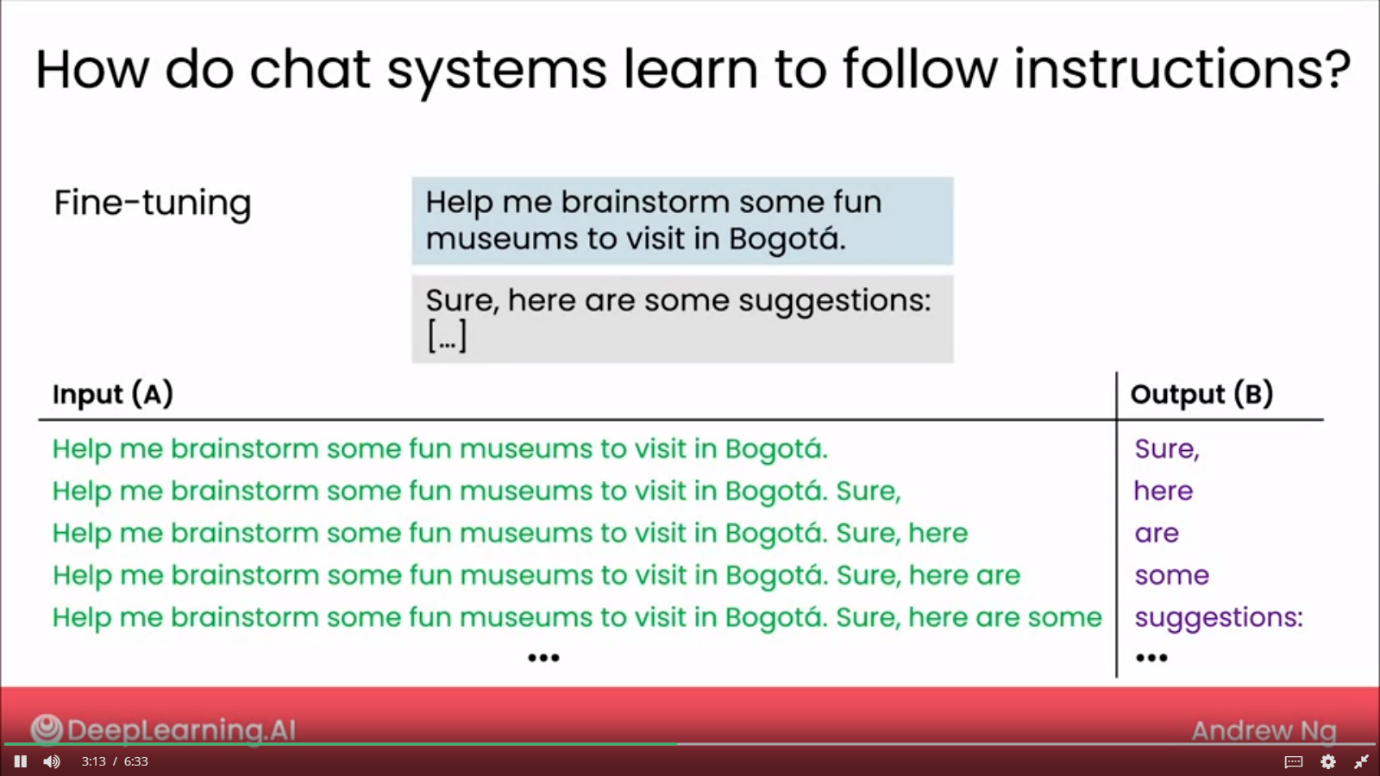 How do chat systems learn to follow instructions?
Fine-tuning
Help me brainstorm some fun
museums to visit in Bogotá.
Sure, here are some suggestions:
[...]
Input (A)
Output (B)
Help me brainstorm some fun museums to visit in Bogotá.
Sure,
Help me brainstorm some fun museums to visit in Bogotá. Sure,
here
Help me brainstorm some fun museums to visit in Bogotá. Sure, here
are
Help me brainstorm some fun museums to visit in Bogotá. Sure, here are
some
Help me brainstorm some fun museums to visit in Bogotá. Sure, here are some
suggestions:
...
...
DeepLearning.AI
Andrew Ng
3:13 / 6:33